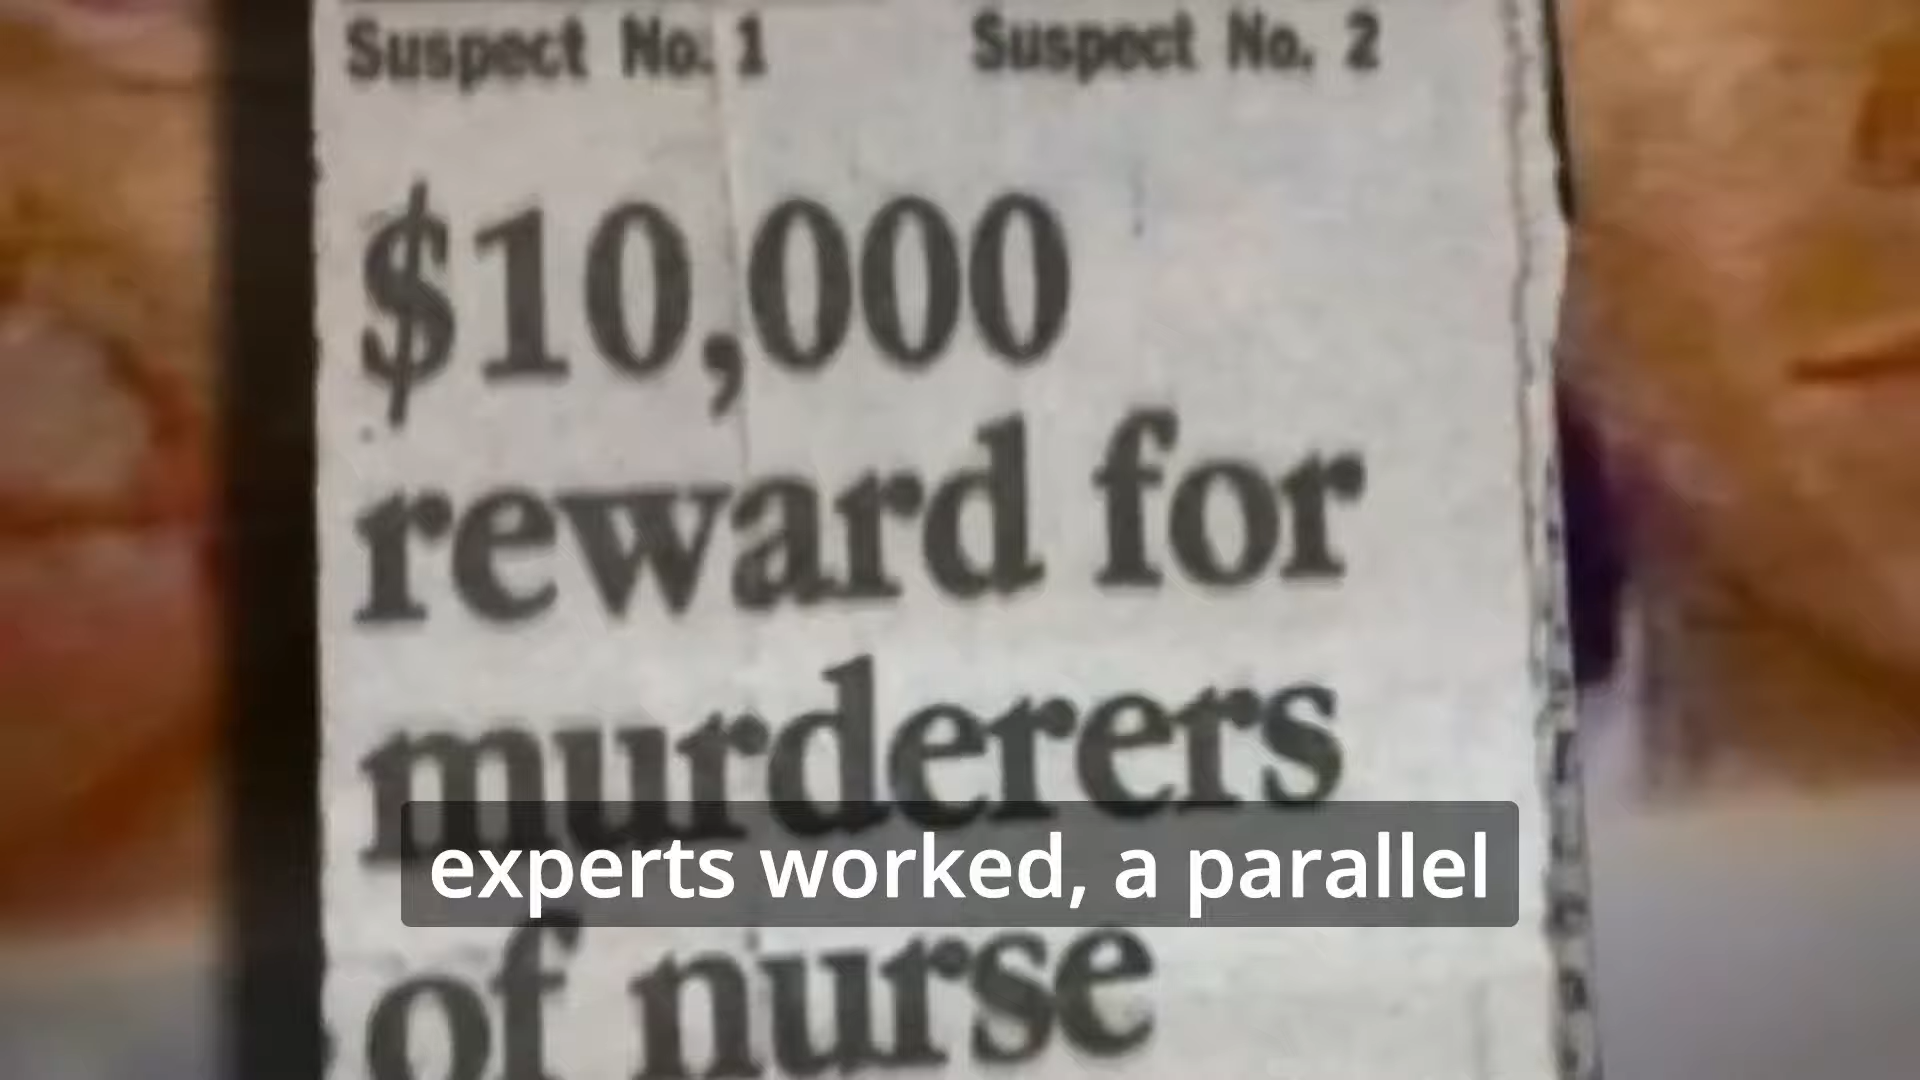 Suspect No. 1 Suspect No. 2
$10,000
reward for
murderers
experts worked, a parallel
of nurse